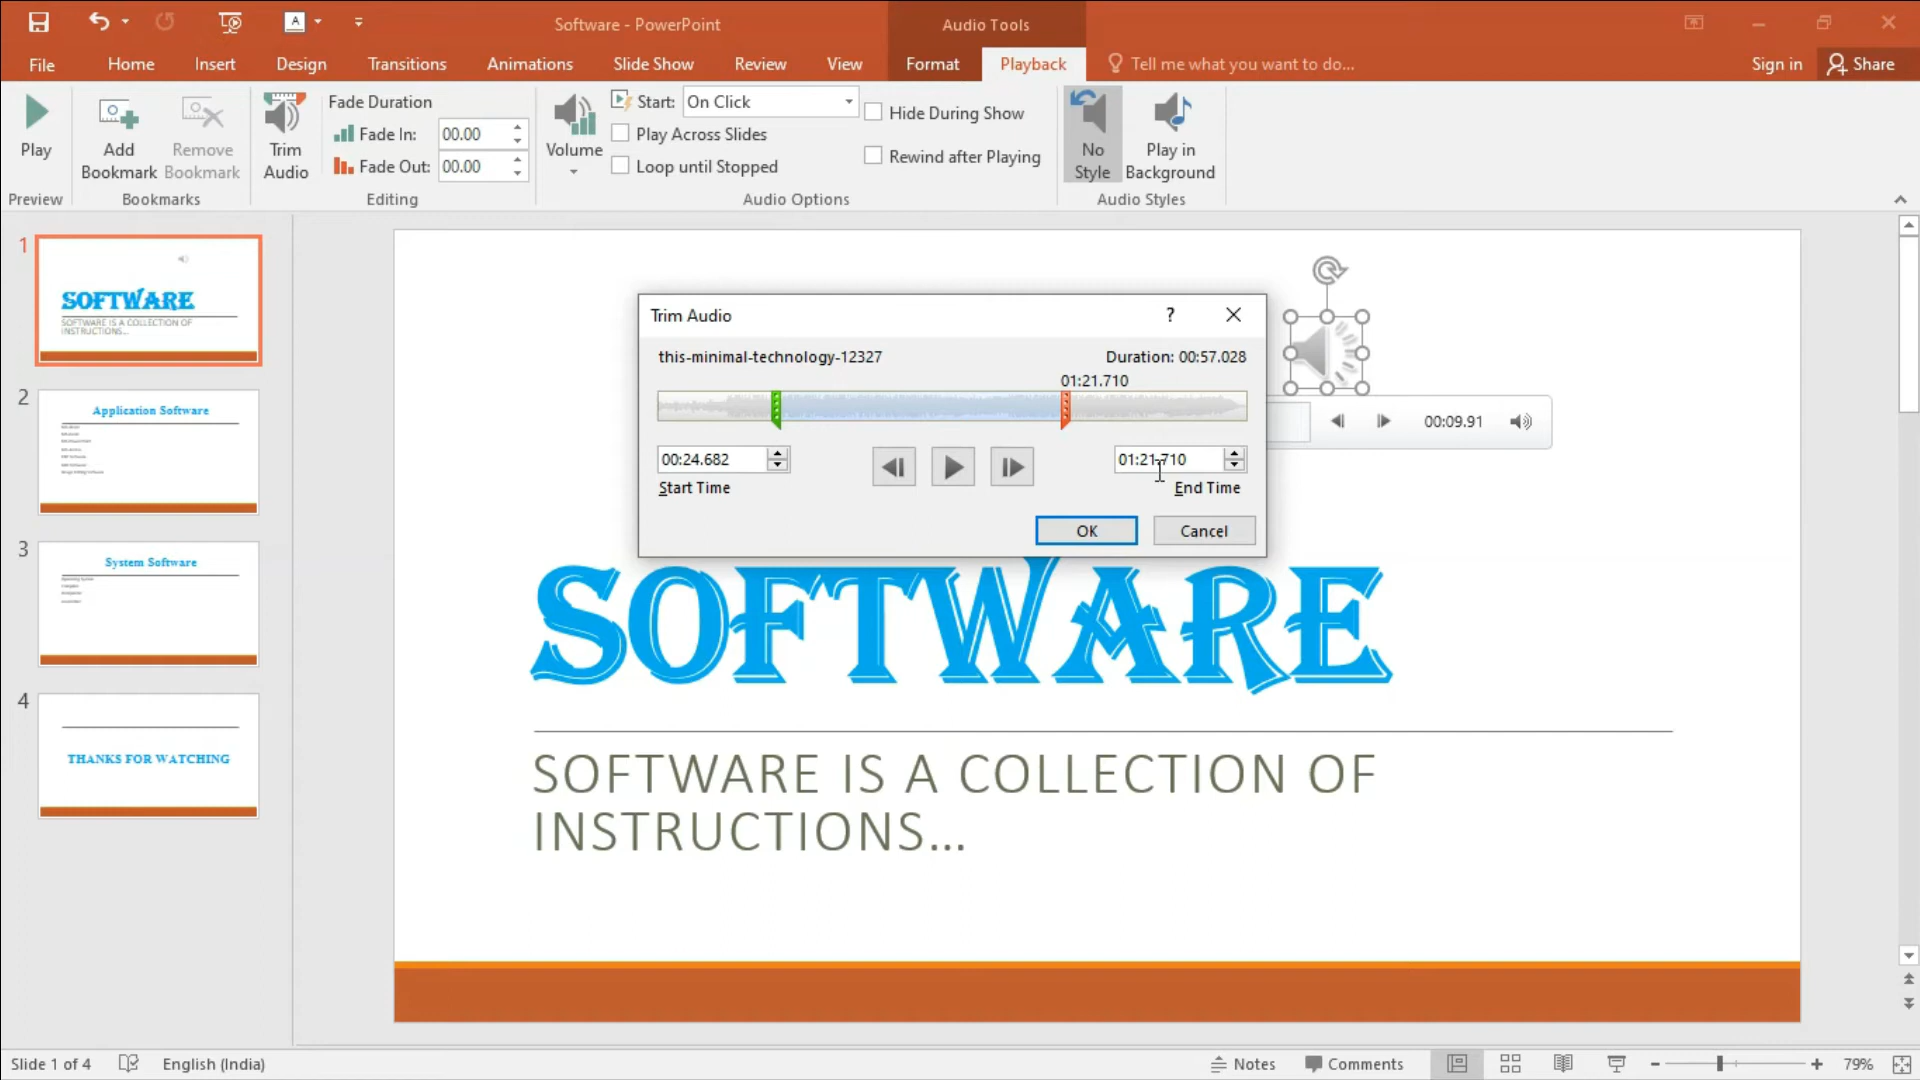 Software - PowerPoint
Audio Tools
File
Home
Insert
Design
Transitions
Animations
Slide Show
Review
View
Format
Playback
Tell me what you want to do...
Sign in
Share
Play
Preview
Add
Bookmark
Remove
Bookmark
Bookmarks
Trim
Audio
Fade Duration
Fade In: 00.00
Fade Out: 00.00
Editing
Volume
Start: On Click
Play Across Slides
Loop until Stopped
Hide During Show
Rewind after Playing
Audio Options
No
Style
Play in
Background
Audio Styles
1
SOFTWARE
SOFTWARE IS A COLLECTION OF
INSTRUCTIONS...
2
Application Software
3
System Software
4
THANKS FOR WATCHING
Trim Audio
?
this-minimal-technology-12327
Duration: 00:57.028
01:21.710
00:24.682
Start Time
01:21.710
End Time
OK
Cancel
00:09.91
SOFTWARE
SOFTWARE IS A COLLECTION OF
INSTRUCTIONS...
Slide 1 of 4
English (India)
Notes
Comments
79%